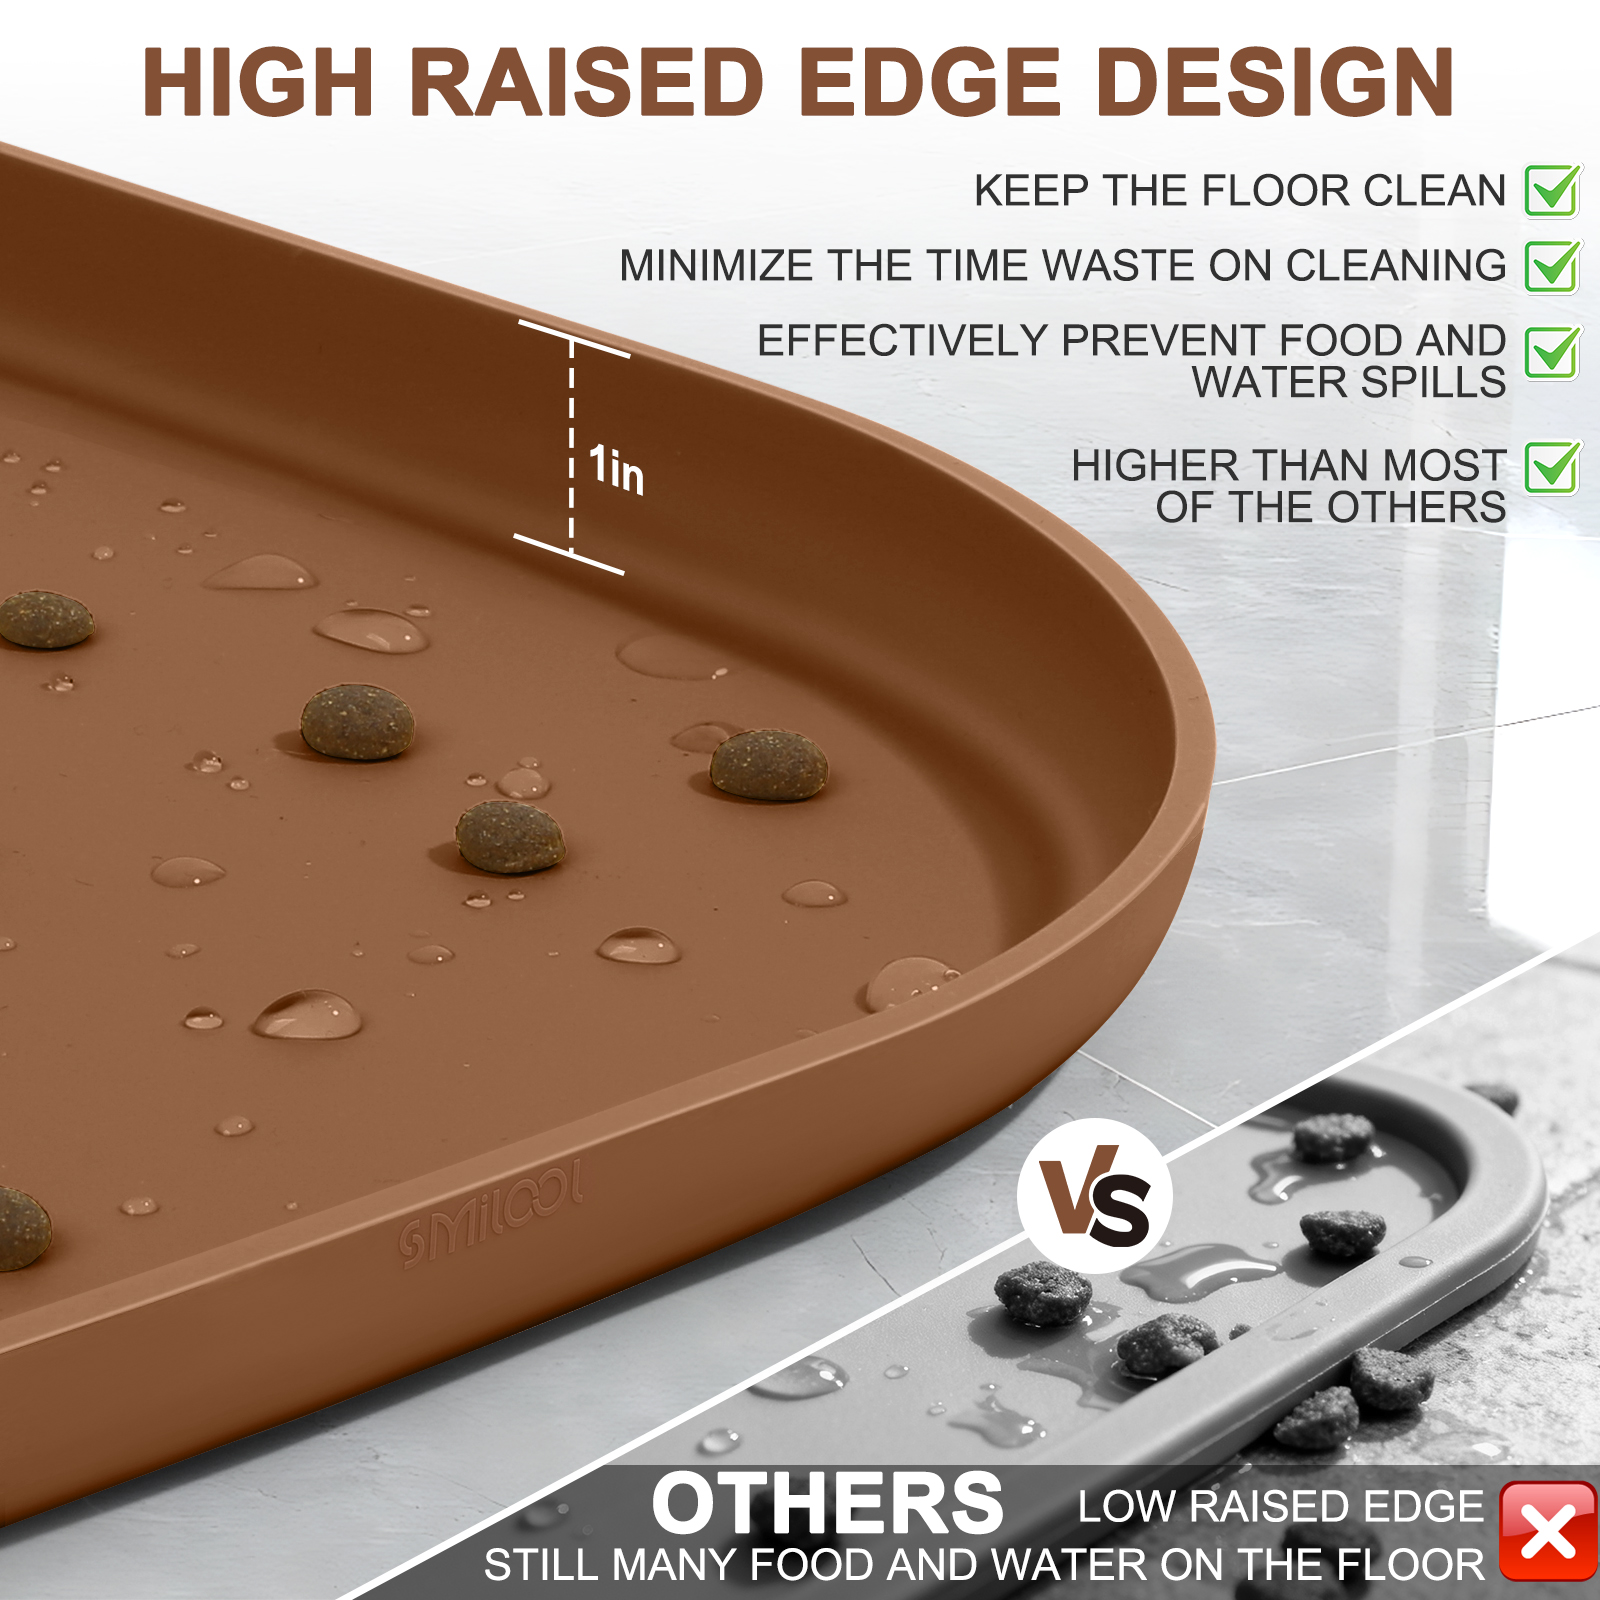 HIGH RAISED EDGE DESIGN
KEEP THE FLOOR CLEAN
MINIMIZE THE TIME WASTE ON CLEANING
EFFECTIVELY PREVENT FOOD AND
WATER SPILLS
HIGHER THAN MOST
OF THE OTHERS
1in
SMilool
VS
OTHERS
LOW RAISED EDGE
STILL MANY FOOD AND WATER ON THE FLOOR